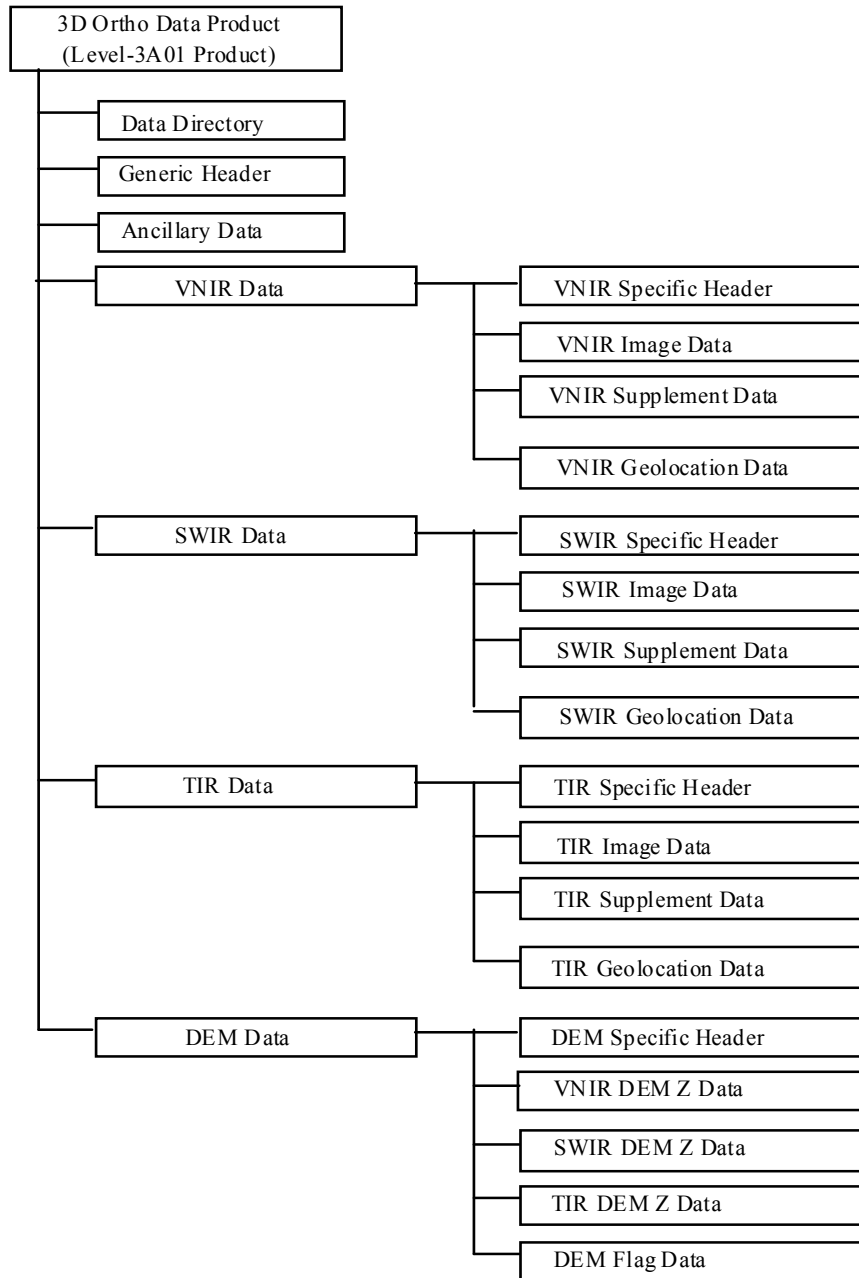 3D Ortho Data Product
(Level-3A01 Product)
Data Directory
Generic Header
Ancillary Data
VNIR Data
VNIR Specific Header
VNIR Image Data
VNIR Supplement Data
VNIR Geolocation Data
SWIR Data
SWIR Specific Header
SWIR Image Data
SWIR Supplement Data
SWIR Geolocation Data
TIR Data
TIR Specific Header
TIR Image Data
TIR Supplement Data
TIR Geolocation Data
DEM Data
DEM Specific Header
VNIR DEM Z Data
SWIR DEM Z Data
TIR DEM Z Data
DEM Flag Data